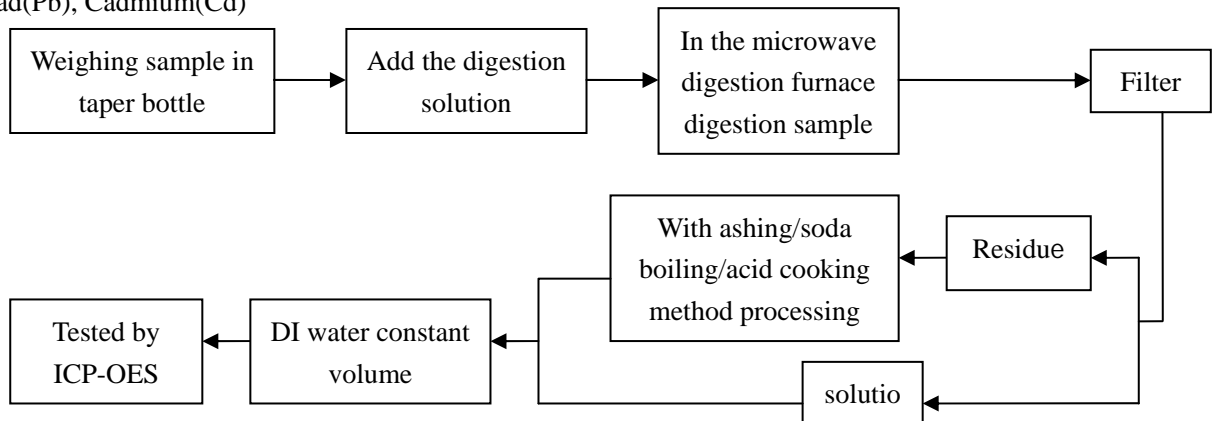 ad(Pb), Cadmium(Cd)
Weighing sample in
taper bottle
Add the digestion
solution
In the microwave
digestion furnace
digestion sample
Filter
With ashing/soda
boiling/acid cooking
method processing
Residue
Tested by
ICP-OES
DI water constant
volume
solutio